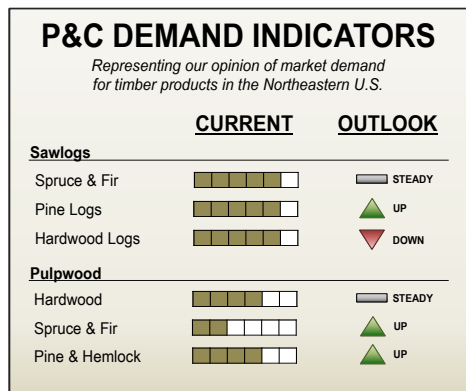 P&C DEMAND INDICATORS
Representing our opinion of market demand
for timber products in the Northeastern U.S.
CURRENT OUTLOOK
Sawlogs
Spruce & Fir STEADY
Pine Logs UP
Hardwood Logs DOWN
Pulpwood
Hardwood STEADY
Spruce & Fir UP
Pine & Hemlock UP